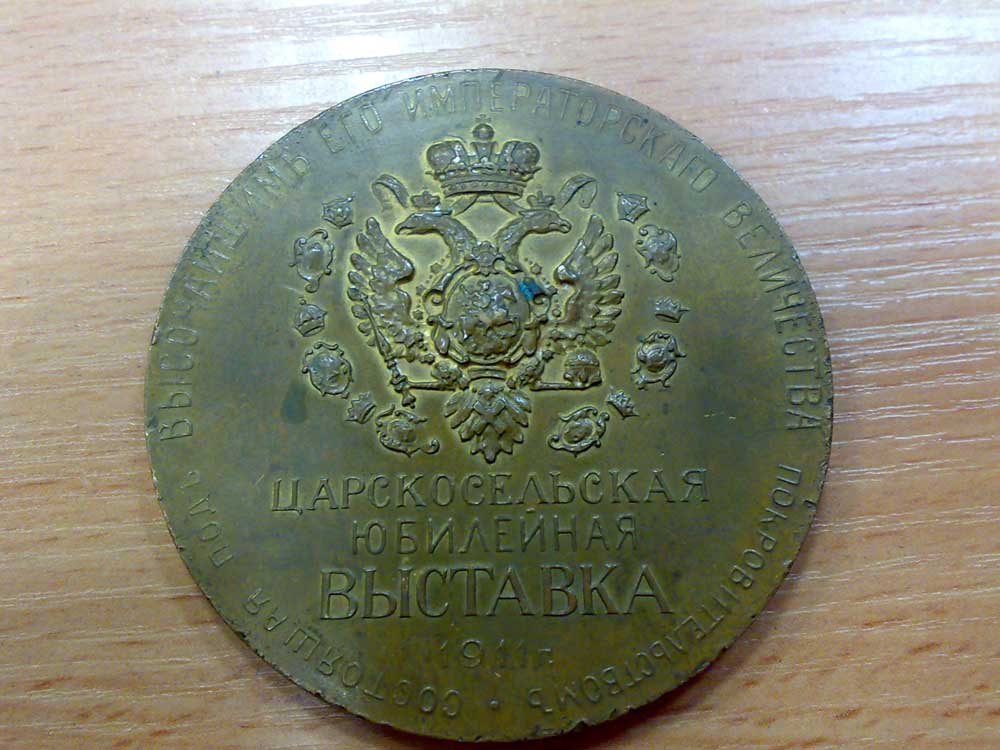 СОСТОЯЩАЯ ПОДЪ ВЫСОЧАЙШИМЪ ЕГО ИМПЕРАТОРСКАГО ВЕЛИЧЕСТВА ПОКРОВИТЕЛЬСТВОМЪ
ЦАРСКОСЕЛЬСКАЯ
ЮБИЛЕЙНАЯ
ВЫСТАВКА
1911 г.